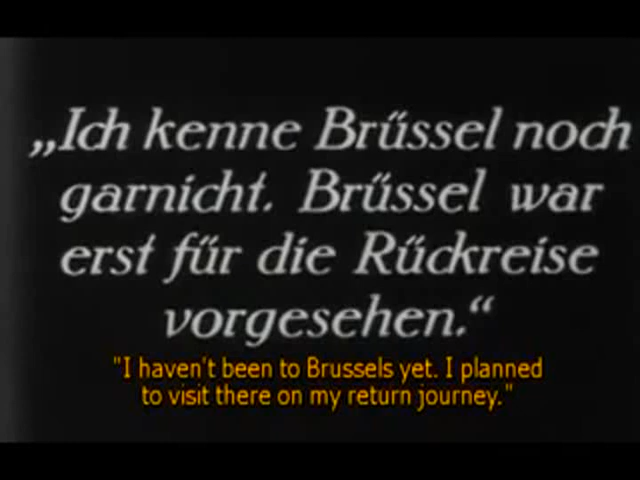 „Ich kenne Brüssel noch
garnicht. Brüssel war
erst für die Rückreise
vorgesehen.“
"I haven't been to Brussels yet. I planned
to visit there on my return journey."